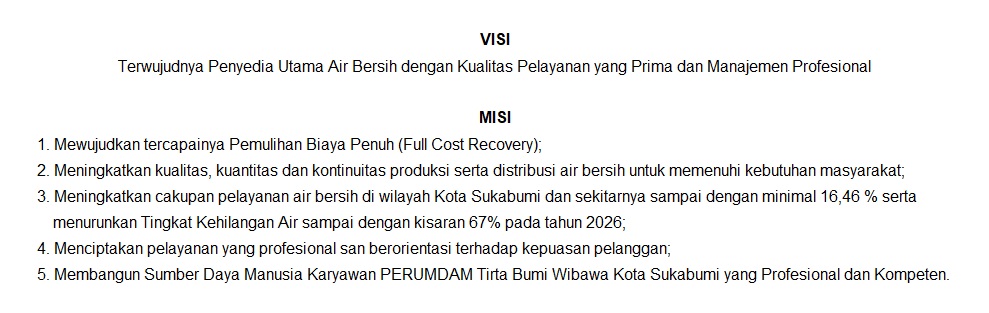 VISI
Terwujudnya Penyedia Utama Air Bersih dengan Kualitas Pelayanan yang Prima dan Manajemen Profesional
MISI
1. Mewujudkan tercapainya Pemulihan Biaya Penuh (Full Cost Recovery);
2. Meningkatkan kualitas, kuantitas dan kontinuitas produksi serta distribusi air bersih untuk memenuhi kebutuhan masyarakat;
3. Meningkatkan cakupan pelayanan air bersih di wilayah Kota Sukabumi dan sekitarnya sampai dengan minimal 16,46 % serta
menurunkan Tingkat Kehilangan Air sampai dengan kisaran 67% pada tahun 2026;
4. Menciptakan pelayanan yang profesional san berorientasi terhadap kepuasan pelanggan;
5. Membangun Sumber Daya Manusia Karyawan PERUMDAM Tirta Bumi Wibawa Kota Sukabumi yang Profesional dan Kompeten.